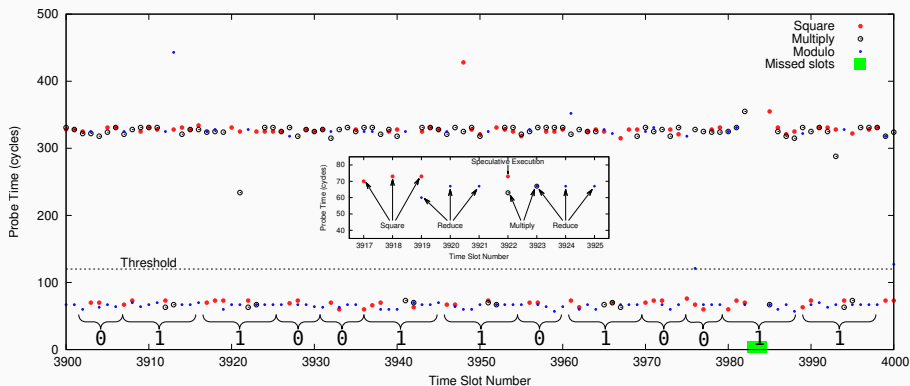 500
400
300
200
100
0
Probe Time (cycles)
Square
Multiply
Modulo
Missed slots
Speculative Execution
80
70
60
50
40
Probe Time (cycles)
Square Reduce Multiply Reduce
3917 3918 3919 3920 3921 3922 3923 3924 3925
Time Slot Number
Threshold
0 1 1 0 0 1 1 0 1 0 0 1 1
3900 3910 3920 3930 3940 3950 3960 3970 3980 3990 4000
Time Slot Number